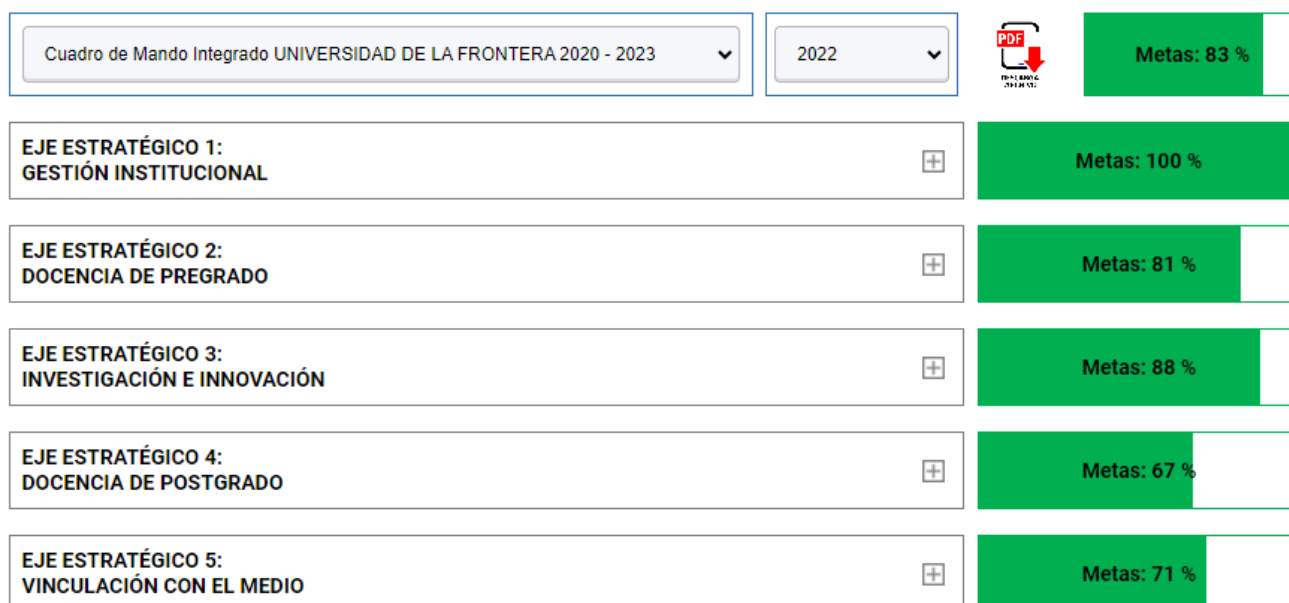 Cuadro de Mando Integrado UNIVERSIDAD DE LA FRONTERA 2020 - 2023
2022
PDF
Metas: 83 %
EJE ESTRATÉGICO 1:
GESTIÓN INSTITUCIONAL
Metas: 100 %
EJE ESTRATÉGICO 2:
DOCENCIA DE PREGRADO
Metas: 81 %
EJE ESTRATÉGICO 3:
INVESTIGACIÓN E INNOVACIÓN
Metas: 88 %
EJE ESTRATÉGICO 4:
DOCENCIA DE POSTGRADO
Metas: 67 %
EJE ESTRATÉGICO 5:
VINCULACIÓN CON EL MEDIO
Metas: 71 %